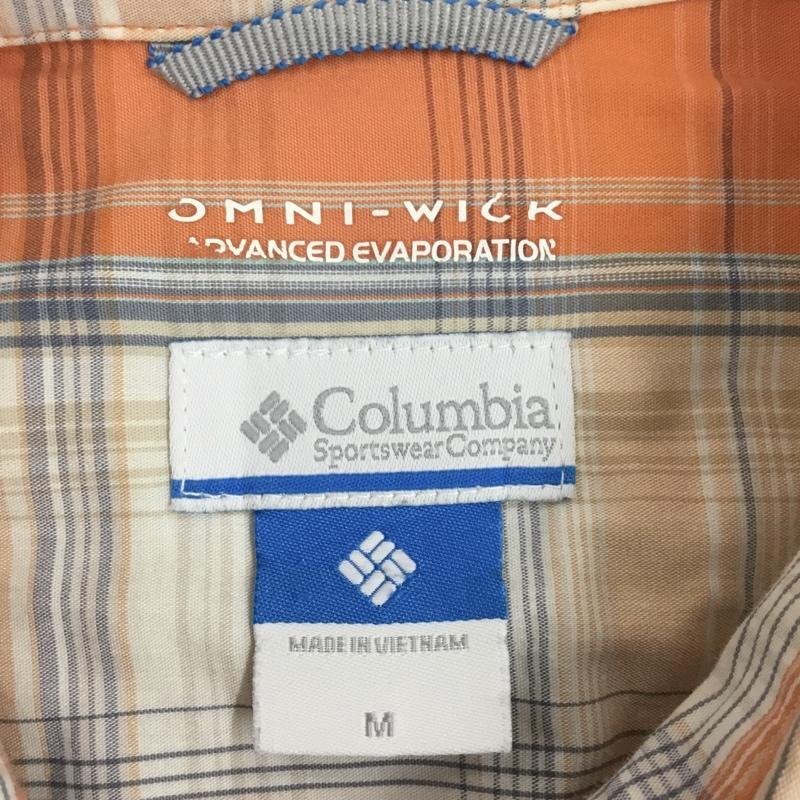 OMNI-WICK
ADVANCED EVAPORATION
Columbia
Sportswear Company
MADE IN VIETNAM
M